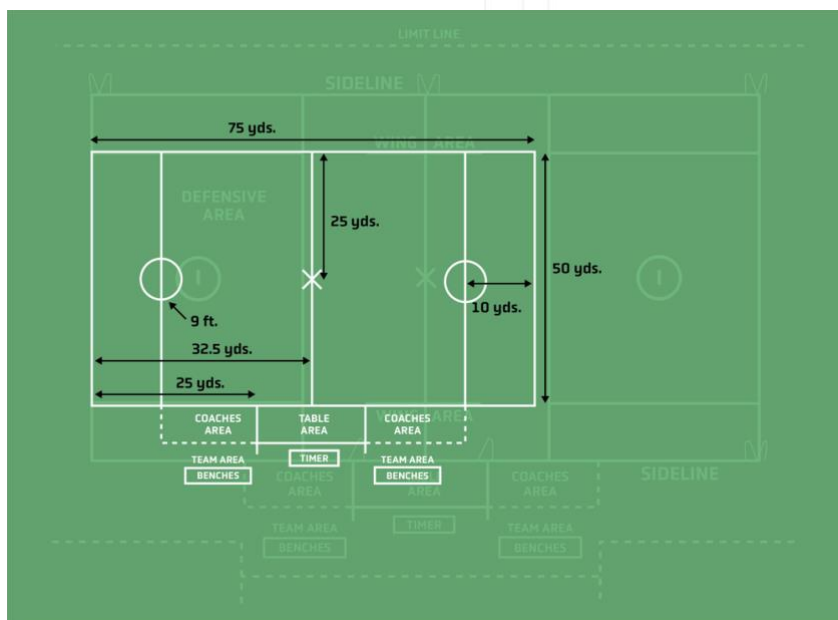 LIMIT LINE
SIDELINE
75 yds.
WING AREA
DEFENSIVE
AREA
25 yds.
50 yds.
10 yds.
9 ft.
32.5 yds.
25 yds.
COACHES
AREA
TABLE
AREA
COACHES
AREA
WING AREA
TEAM AREA
BENCHES
TIMER
TEAM AREA
BENCHES
SIDELINE
COACHES
AREA
AREA
COACHES
AREA
TEAM AREA
BENCHES
TIMER
TEAM AREA
BENCHES